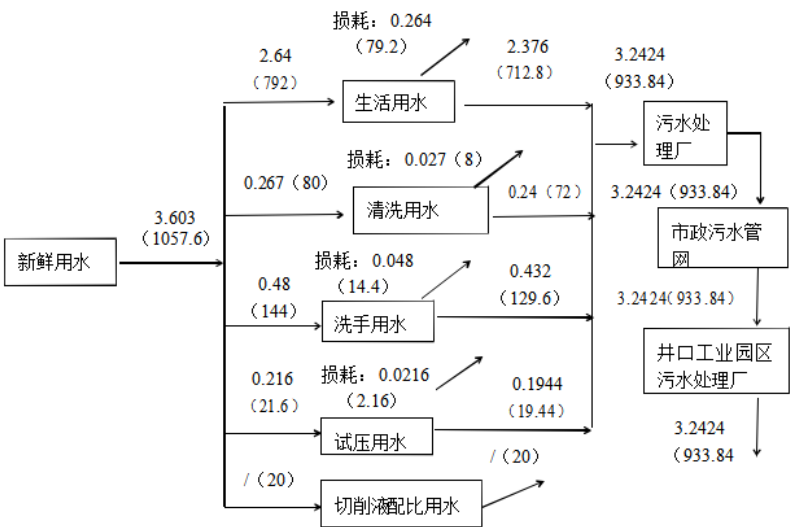 损耗：0.264
（79.2）
2.64
（792）
生活用水
2.376
（712.8）
3.2424
（933.84）
污水处
理厂
损耗：0.027（8）
0.267（80）
清洗用水
0.24（72）
3.2424（933.84）
市政污水管
网
3.603
（1057.6）
新鲜用水
损耗：0.048
（14.4）
0.48
（144）
洗手用水
0.432
（129.6）
3.2424（933.84）
井口工业园区
污水处理厂
损耗：0.0216
（2.16）
0.216
（21.6）
试压用水
0.1944
（19.44）
3.2424
（933.84
/（20）
切削液配比用水
/（20）